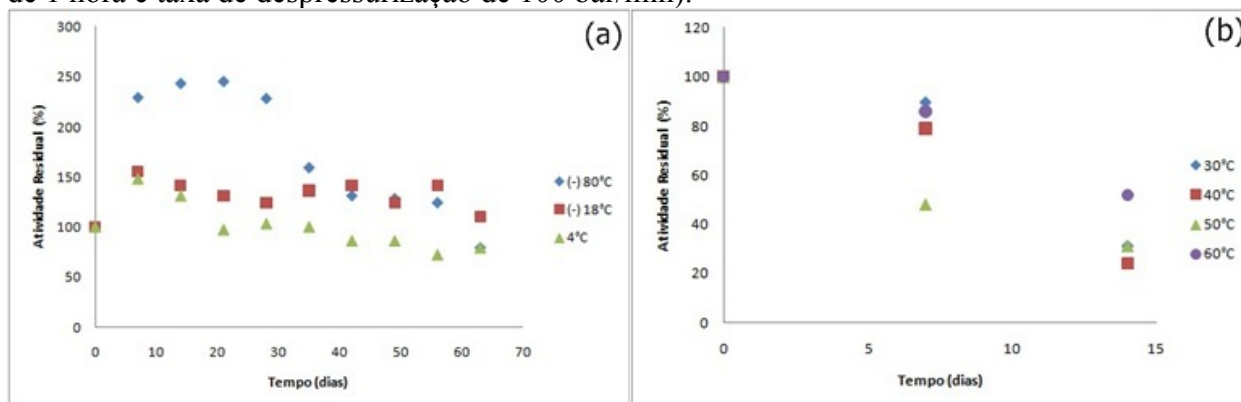 de 1 hora e taxa de despressurização de 100 bar/min).
(a)
300
250
200
150
100
50
0
0 10 20 30 40 50 60 70
Atividade Residual (%)
Tempo (dias)
(-) 80°C
(-) 18°C
4°C
(b)
120
100
80
60
40
20
0
0 5 10 15
Atividade Residual (%)
Tempo (dias)
30°C
40°C
50°C
60°C